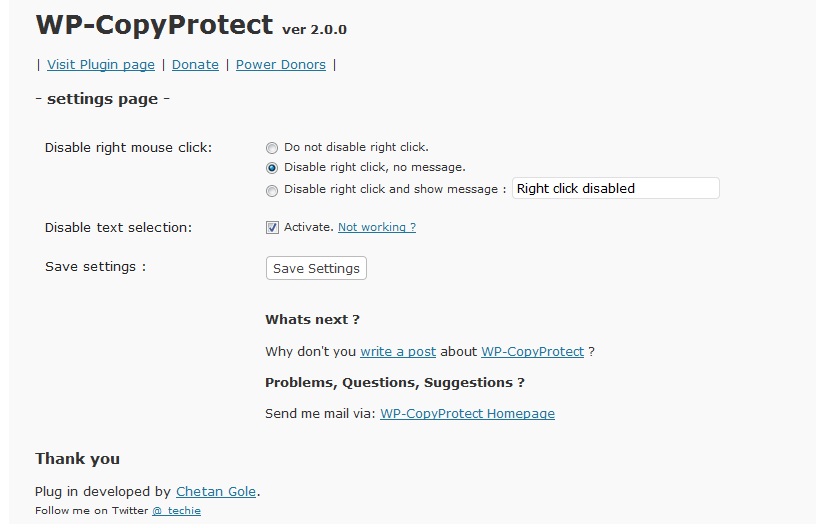 WP-CopyProtect ver 2.0.0
| Visit Plugin page | Donate | Power Donors |
- settings page -
Disable right mouse click:
Do not disable right click.
Disable right click, no message.
Disable right click and show message : Right click disabled
Disable text selection: Activate. Not working ?
Save settings : Save Settings
Whats next ?
Why don't you write a post about WP-CopyProtect ?
Problems, Questions, Suggestions ?
Send me mail via: WP-CopyProtect Homepage
Thank you
Plug in developed by Chetan Gole.
Follow me on Twitter @_techie